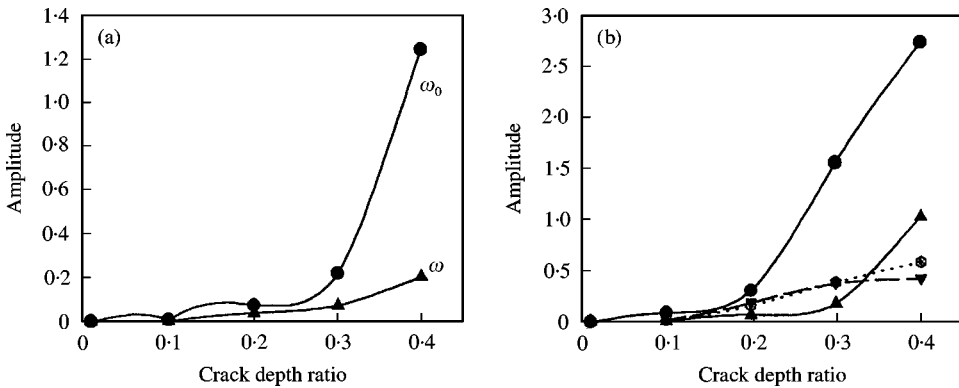 (a)
1·4
1·2
1·0
0·8
0·6
0·4
0·2
0
Amplitude
ω₀
ω
0 0·1 0·2 0·3 0·4
Crack depth ratio
(b)
3·0
2·5
2·0
1·5
1·0
0·5
0
Amplitude
0 0·1 0·2 0·3 0·4
Crack depth ratio